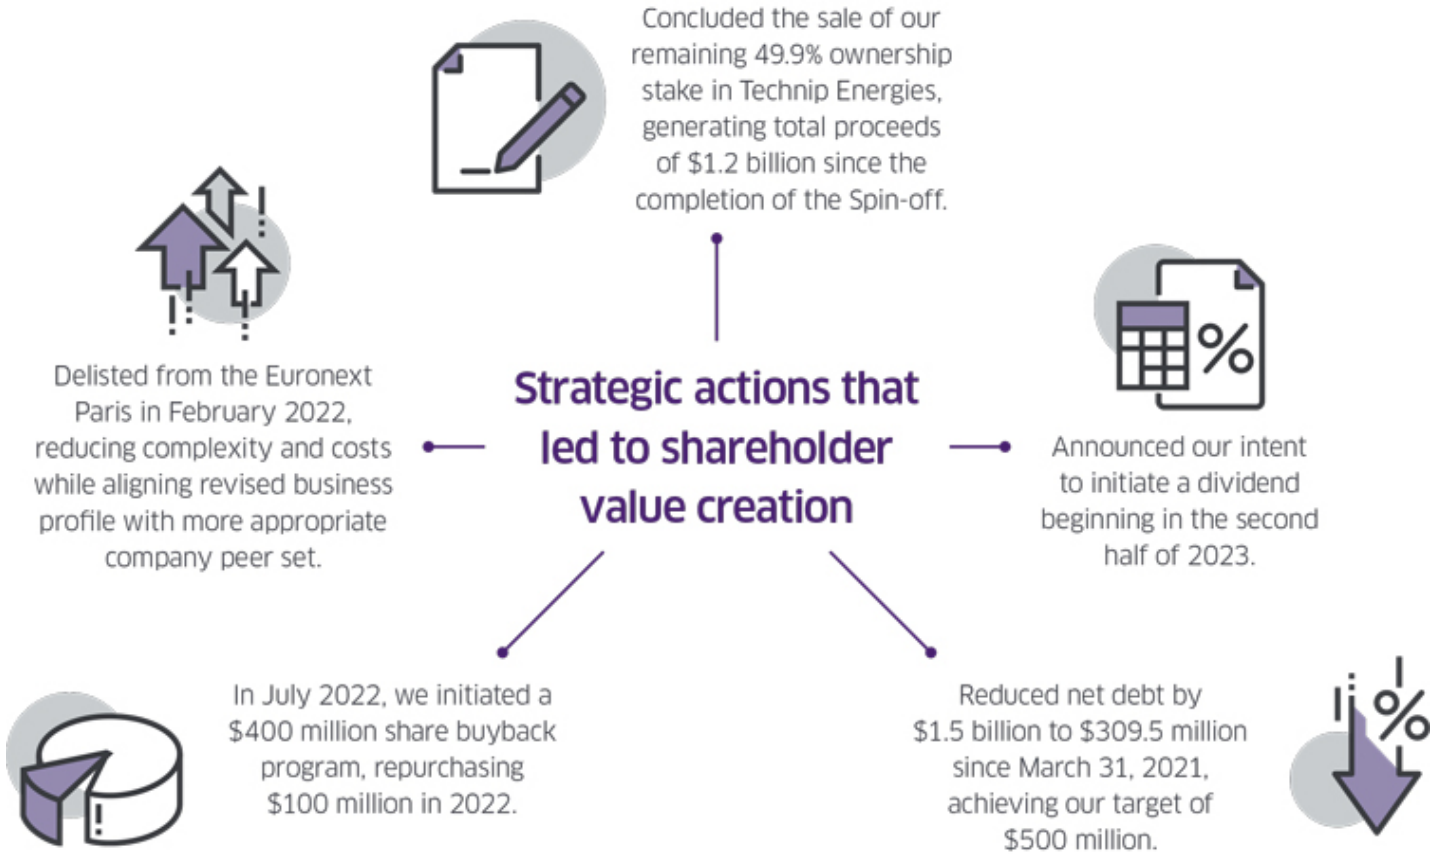 Concluded the sale of our
remaining 49.9% ownership
stake in Technip Energies,
generating total proceeds
of $1.2 billion since the
completion of the Spin-off.
Delisted from the Euronext
Paris in February 2022,
reducing complexity and costs
while aligning revised business
profile with more appropriate
company peer set.
Strategic actions that
led to shareholder
value creation
%
Announced our intent
to initiate a dividend
beginning in the second
half of 2023.
In July 2022, we initiated a
$400 million share buyback
program, repurchasing
$100 million in 2022.
Reduced net debt by
$1.5 billion to $309.5 million
since March 31, 2021,
achieving our target of
$500 million.
%